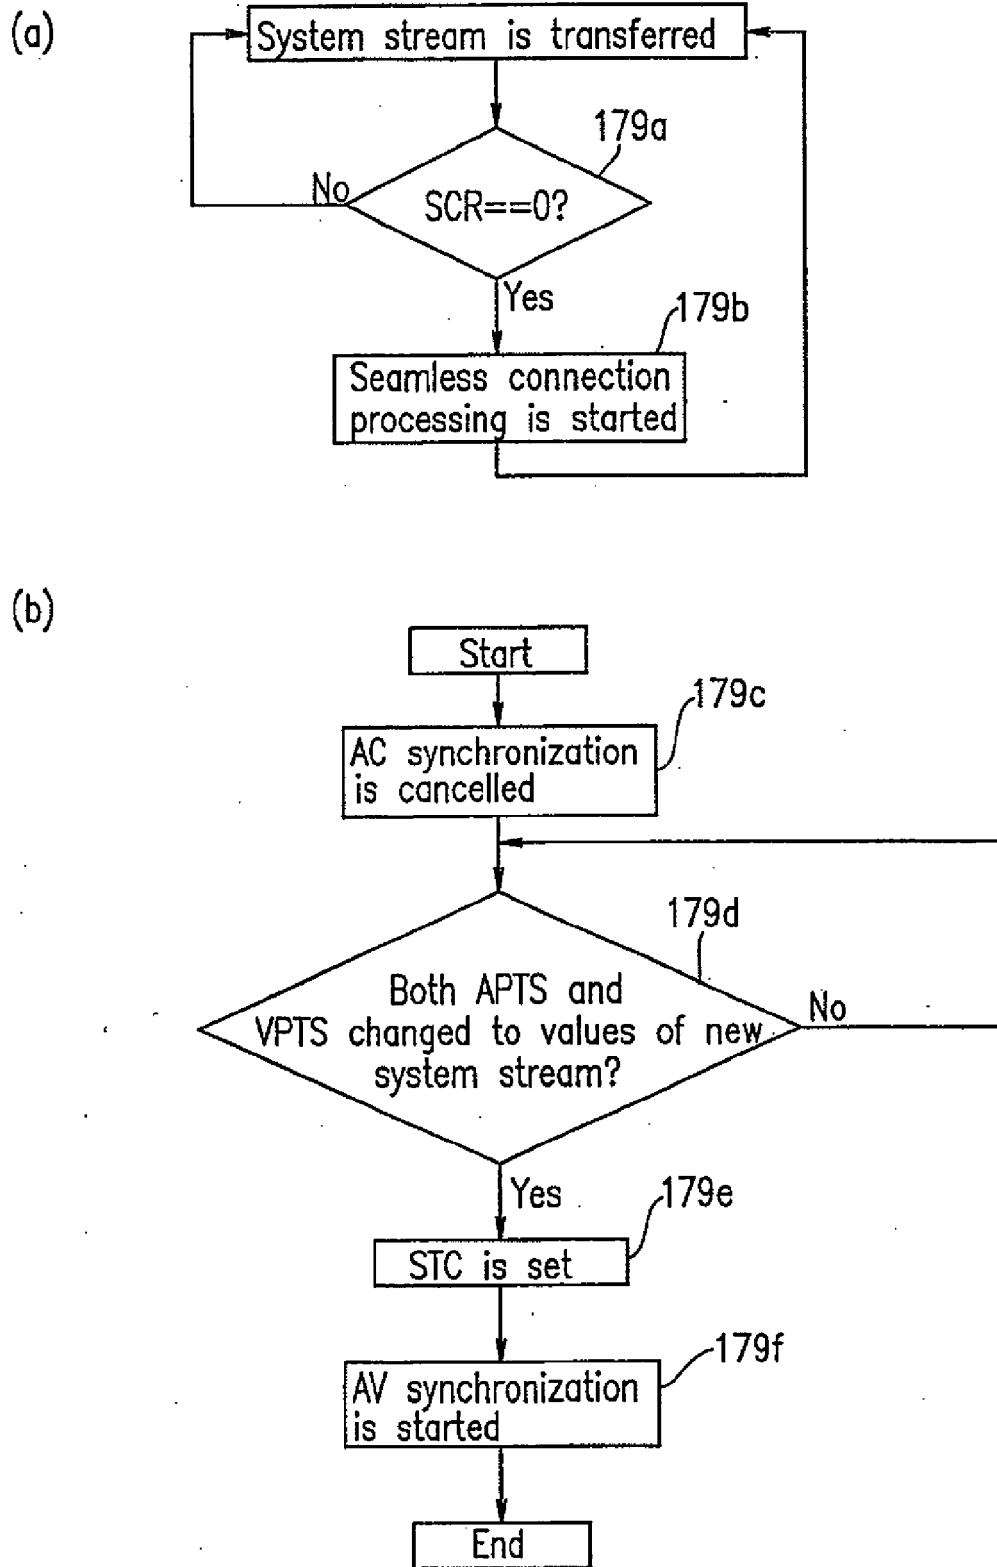 (a)
System stream is transferred
179a
No
SCR==0?
Yes
179b
Seamless connection
processing is started
(b)
Start
179c
AC synchronization
is cancelled
179d
Both APTS and
No
VPTS changed to values of new
system stream?
Yes
179e
STC is set
179f
AV synchronization
is started
End